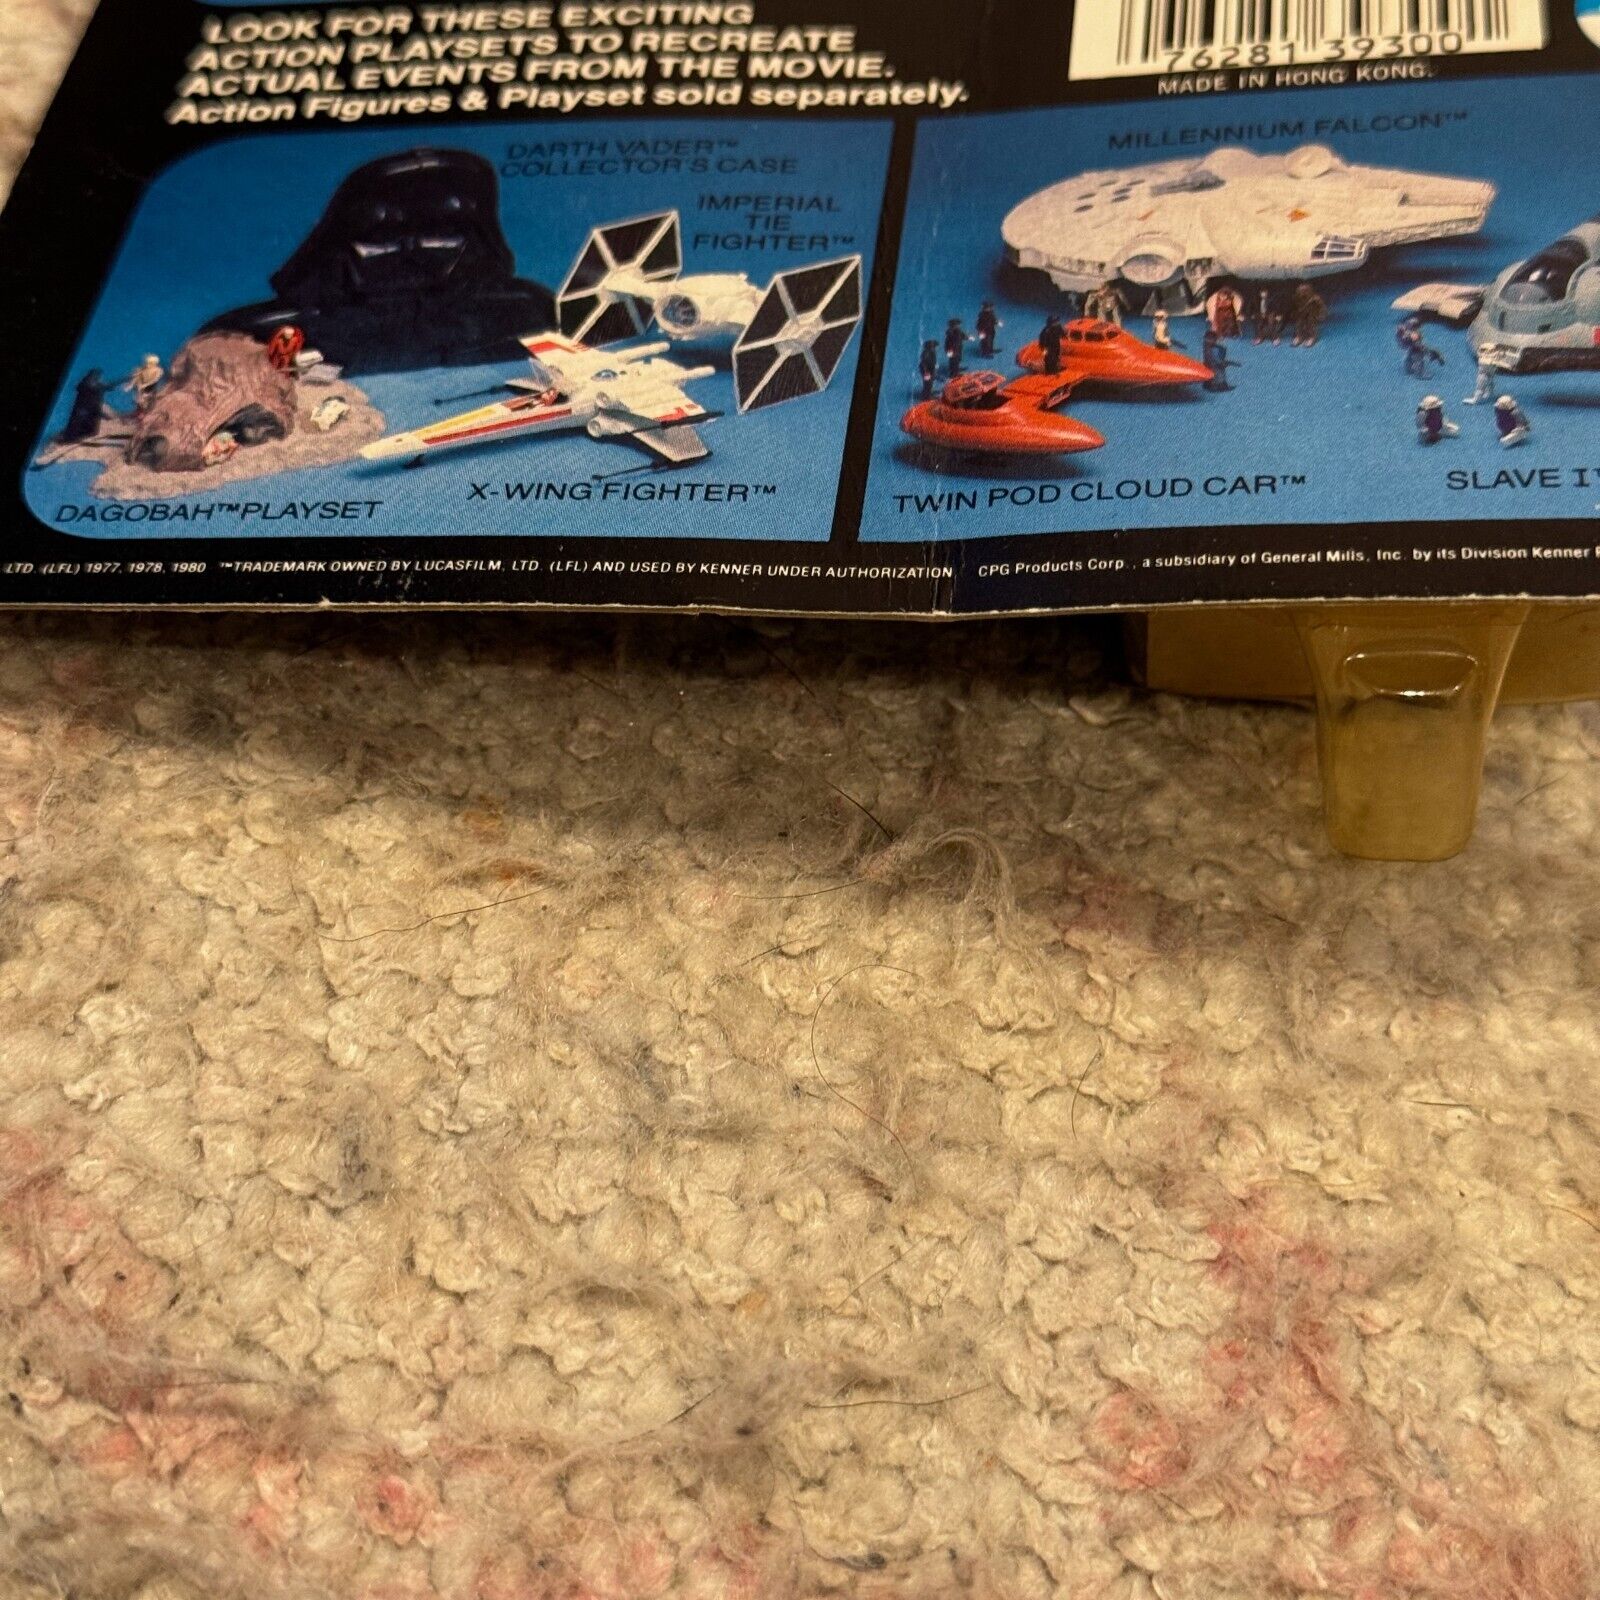 LOOK FOR THESE EXCITING
ACTION PLAYSETS TO RECREATE
ACTUAL EVENTS FROM THE MOVIE.
Action Figures & Playset sold separately.
76281 39300
MADE IN HONG KONG.
DARTH VADER™
COLLECTOR'S CASE
IMPERIAL
TIE
FIGHTER™
DAGOBAH™ PLAYSET
X-WING FIGHTER™
MILLENNIUM FALCON™
TWIN POD CLOUD CAR™
SLAVE I
LTD. (LFL) 1977, 1978, 1980 ™TRADEMARK OWNED BY LUCASFILM, LTD. (LFL) AND USED BY KENNER UNDER AUTHORIZATION
CPG Products Corp., a subsidiary of General Mills, Inc. by its Division Kenner